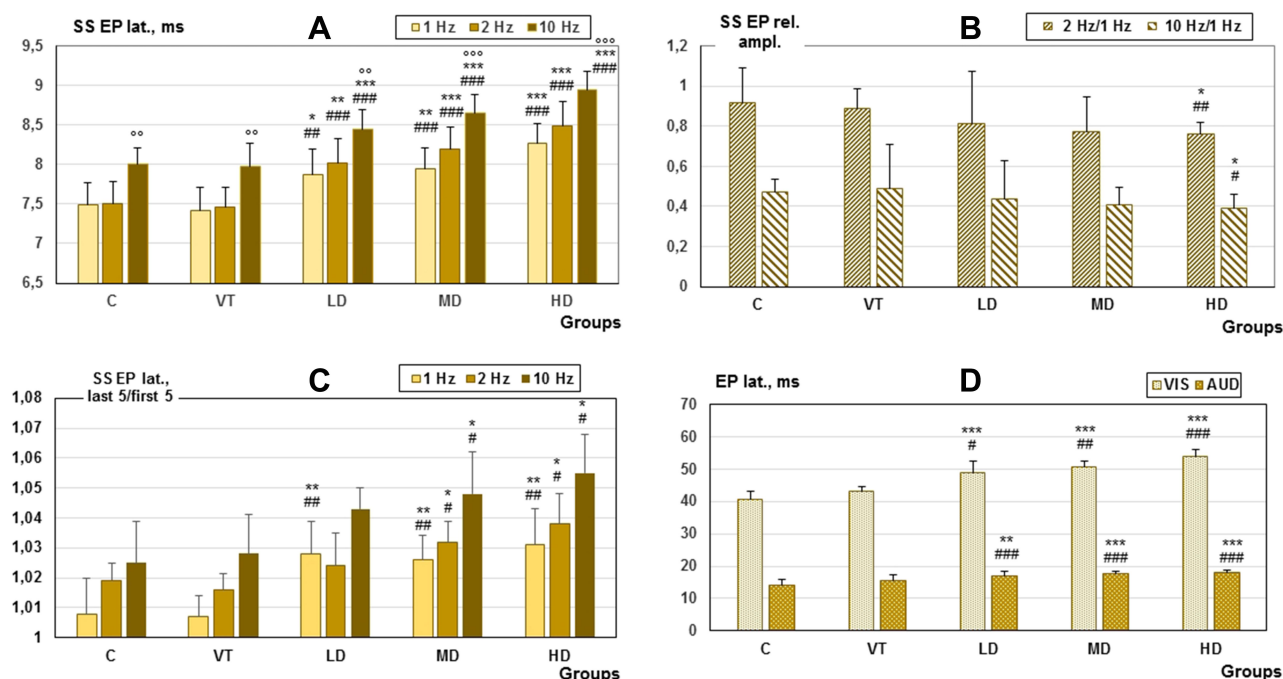 SS EP lat., ms
A
1 Hz 2 Hz 10 Hz
9,5
9
8,5
8
7,5
7
6,5
°°
°°
* ##
** ###
°° *** ###
** ###
*** ###
°°° *** ###
*** ###
*** ###
°°° *** ###
C VT LD MD HD
Groups
SS EP rel.
ampl.
B
2 Hz/1 Hz 10 Hz/1 Hz
1,2
1
0,8
0,6
0,4
0,2
0
*
##
*
#
C VT LD MD HD
Groups
SS EP lat.,
last 5/first 5
C
1 Hz 2 Hz 10 Hz
1,08
1,07
1,06
1,05
1,04
1,03
1,02
1,01
1
** ##
** ##
* #
* #
** ##
* #
* #
C VT LD MD HD
Groups
EP lat., ms
D
VIS AUD
70
60
50
40
30
20
10
0
*** #
** ###
*** ##
*** ###
*** ###
*** ###
C VT LD MD HD
Groups